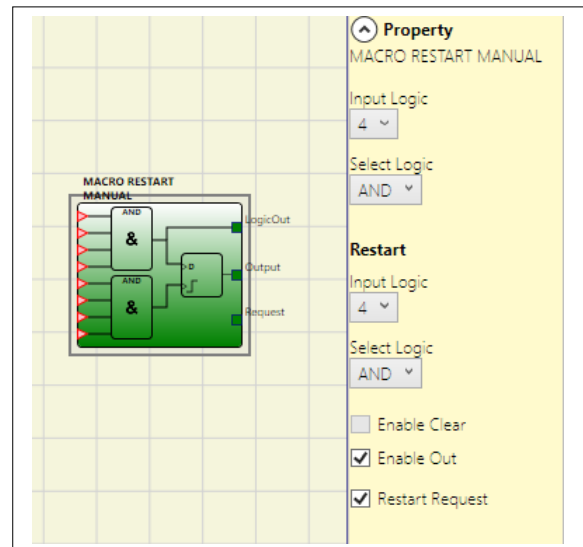 MACRO RESTART
MANUAL
AND
&
AND
&
D
LogicOut
Output
Request
Property
MACRO RESTART MANUAL
Input Logic
4
Select Logic
AND
Restart
Input Logic
4
Select Logic
AND
Enable Clear
Enable Out
Restart Request